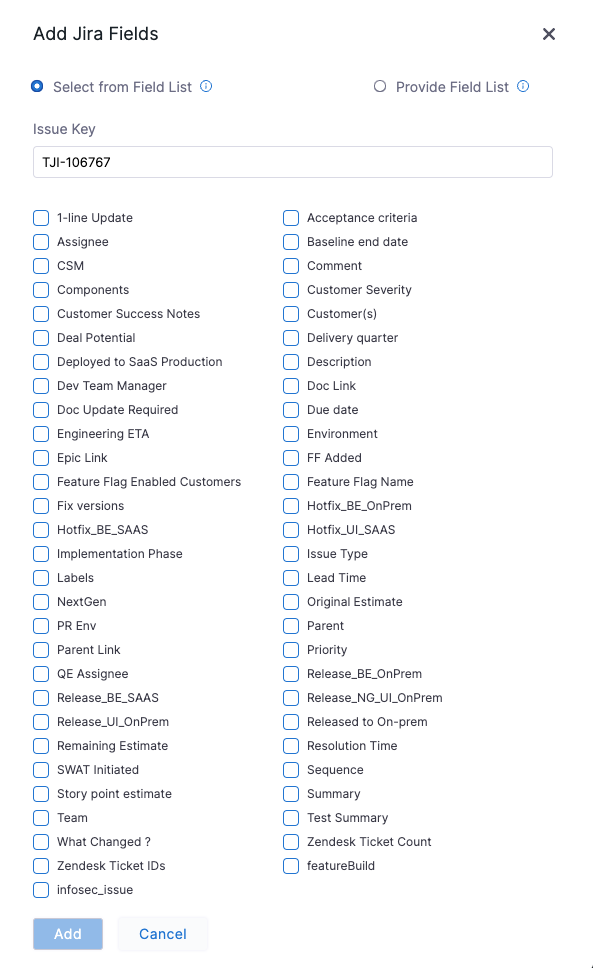 Add Jira Fields
Select from Field List
Provide Field List
Issue Key
TJI-106767
1-line Update
Acceptance criteria
Assignee
Baseline end date
CSM
Comment
Components
Customer Severity
Customer Success Notes
Customer(s)
Deal Potential
Delivery quarter
Deployed to SaaS Production
Description
Dev Team Manager
Doc Link
Doc Update Required
Due date
Engineering ETA
Environment
Epic Link
FF Added
Feature Flag Enabled Customers
Feature Flag Name
Fix versions
Hotfix_BE_OnPrem
Hotfix_BE_SAAS
Hotfix_UI_SAAS
Implementation Phase
Issue Type
Labels
Lead Time
NextGen
Original Estimate
PR Env
Parent
Parent Link
Priority
QE Assignee
Release_BE_OnPrem
Release_BE_SAAS
Release_NG_UI_OnPrem
Release_UI_OnPrem
Released to On-prem
Remaining Estimate
Resolution Time
SWAT Initiated
Sequence
Story point estimate
Summary
Team
Test Summary
What Changed ?
Zendesk Ticket Count
Zendesk Ticket IDs
featureBuild
infosec_issue
Add
Cancel